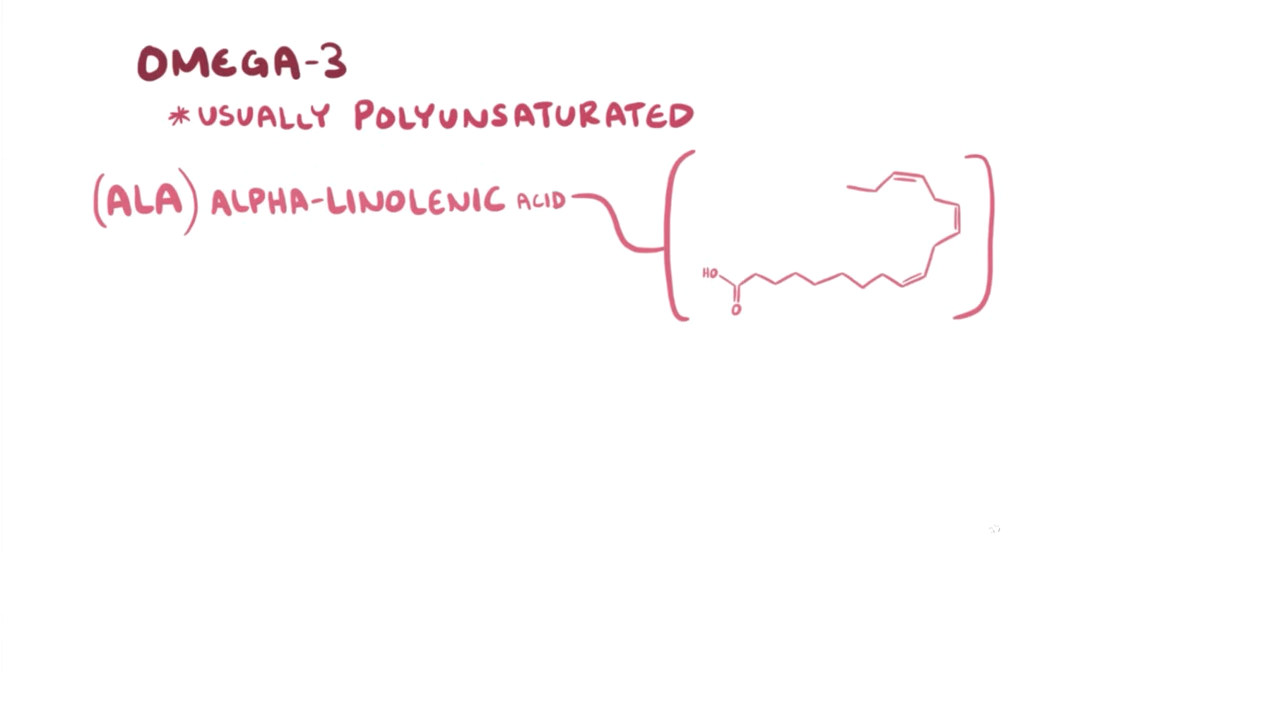 OMEGA-3
*USUALLY POLYUNSATURATED
(ALA) ALPHA-LINOLENIC ACID
HO
O